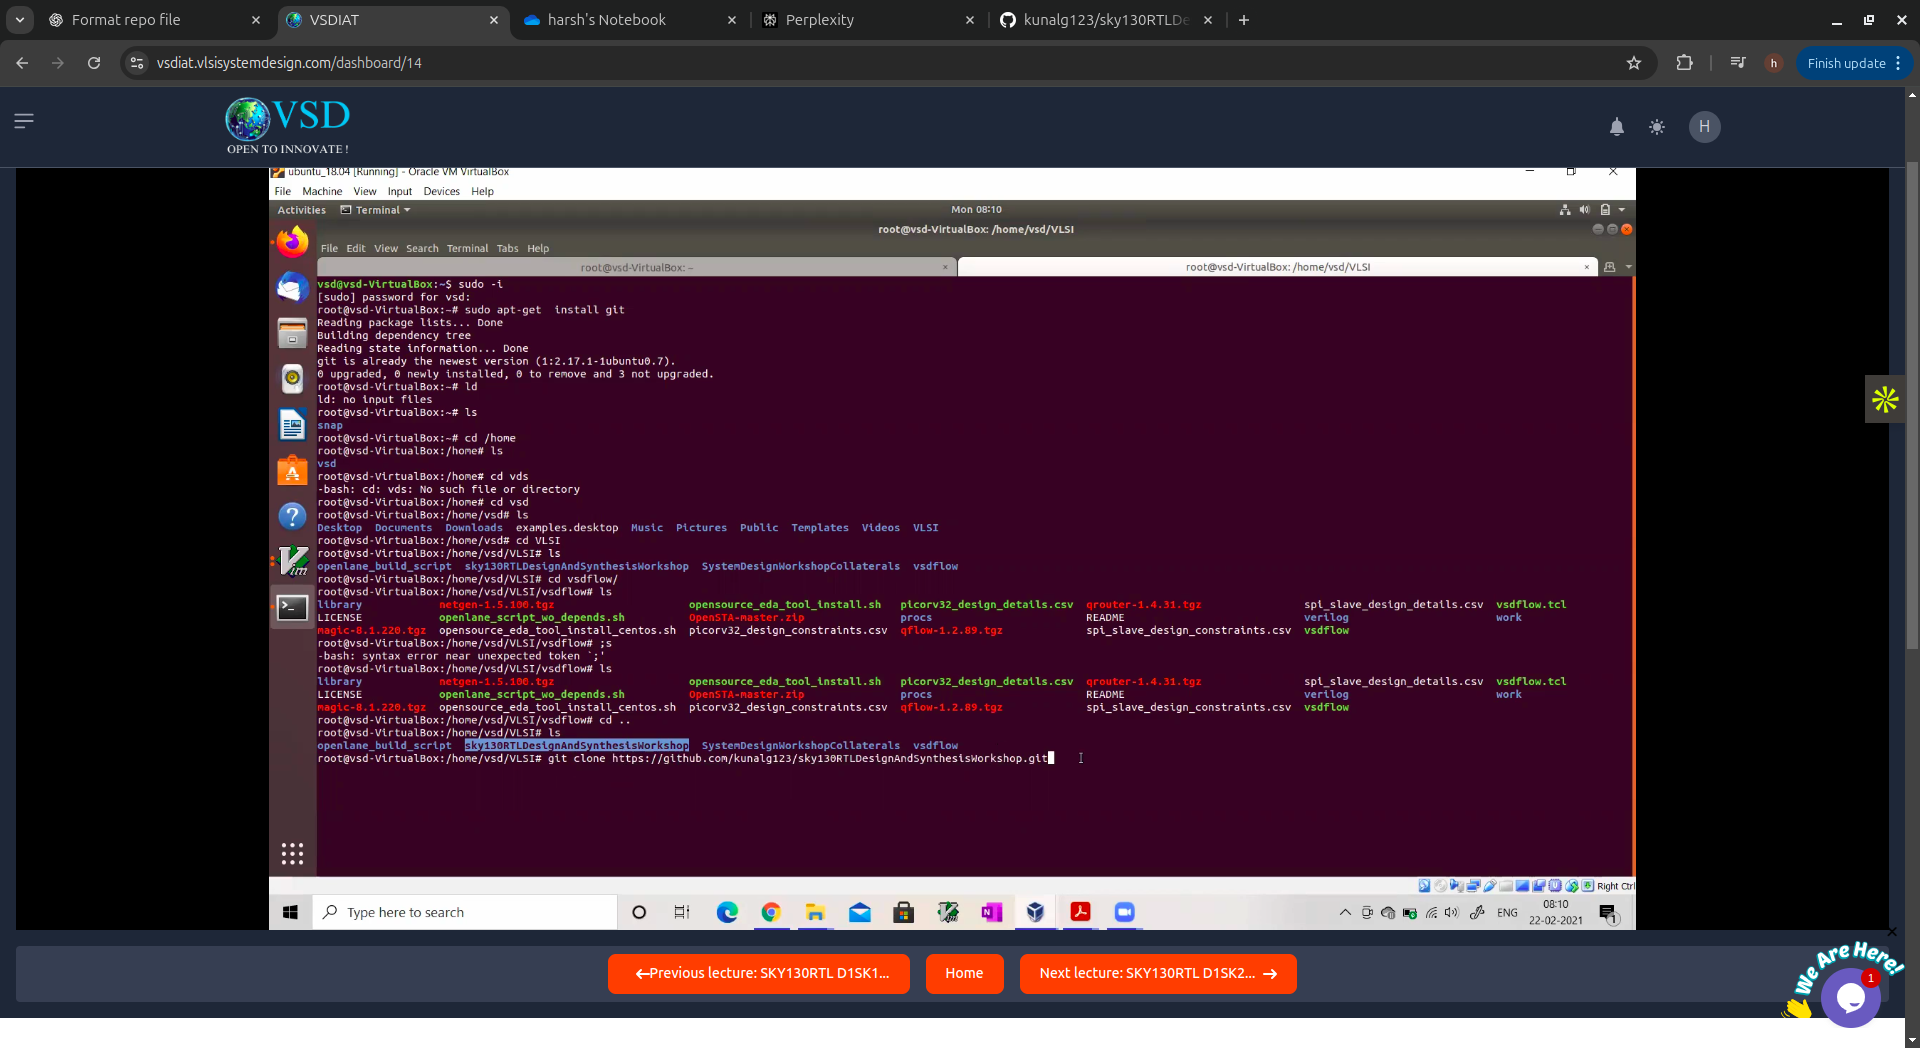 Format repo file
VSDIAT
harsh's Notebook
Perplexity
kunalg123/sky130RTLDe
vsdiat.vlsisystemdesign.com/dashboard/14
h
Finish update
VSD
OPEN TO INNOVATE !
H
ubuntu_18.04 [Running] - Oracle VM VirtualBox
File Machine View Input Devices Help
Activities Terminal Mon 08:10
root@vsd-VirtualBox: /home/vsd/VLSI
File Edit View Search Terminal Tabs Help
root@vsd-VirtualBox: ~
root@vsd-VirtualBox: /home/vsd/VLSI
vsd@vsd-VirtualBox:~$ sudo -i
[sudo] password for vsd:
root@vsd-VirtualBox:~# sudo apt-get  install git
Reading package lists... Done
Building dependency tree
Reading state information... Done
git is already the newest version (1:2.17.1-1ubuntu0.7).
0 upgraded, 0 newly installed, 0 to remove and 3 not upgraded.
root@vsd-VirtualBox:~# ld
ld: no input files
root@vsd-VirtualBox:~# ls
snap
root@vsd-VirtualBox:~# cd /home
root@vsd-VirtualBox:/home# ls
vsd
root@vsd-VirtualBox:/home# cd vds
-bash: cd: vds: No such file or directory
root@vsd-VirtualBox:/home# cd vsd
root@vsd-VirtualBox:/home/vsd# ls
Desktop Documents Downloads examples.desktop Music Pictures Public Templates Videos VLSI
root@vsd-VirtualBox:/home/vsd# cd VLSI
root@vsd-VirtualBox:/home/vsd/VLSI# ls
openlane_build_script sky130RTLDesignAndSynthesisWorkshop SystemDesignWorkshopCollaterals vsdflow
root@vsd-VirtualBox:/home/vsd/VLSI# cd vsdflow/
root@vsd-VirtualBox:/home/vsd/VLSI/vsdflow# ls
library netgen-1.5.100.tgz opensource_eda_tool_install.sh picorv32_design_details.csv qrouter-1.4.31.tgz spi_slave_design_details.csv vsdflow.tcl
LICENSE openlane_script_wo_depends.sh OpenSTA-master.zip procs README verilog work
magic-8.1.220.tgz opensource_eda_tool_install_centos.sh picorv32_design_constraints.csv qflow-1.2.89.tgz spi_slave_design_constraints.csv vsdflow
root@vsd-VirtualBox:/home/vsd/VLSI/vsdflow# ;s
-bash: syntax error near unexpected token `;'
root@vsd-VirtualBox:/home/vsd/VLSI/vsdflow# ls
library netgen-1.5.100.tgz opensource_eda_tool_install.sh picorv32_design_details.csv qrouter-1.4.31.tgz spi_slave_design_details.csv vsdflow.tcl
LICENSE openlane_script_wo_depends.sh OpenSTA-master.zip procs README verilog work
magic-8.1.220.tgz opensource_eda_tool_install_centos.sh picorv32_design_constraints.csv qflow-1.2.89.tgz spi_slave_design_constraints.csv vsdflow
root@vsd-VirtualBox:/home/vsd/VLSI/vsdflow# cd ..
root@vsd-VirtualBox:/home/vsd/VLSI# ls
openlane_build_script sky130RTLDesignAndSynthesisWorkshop SystemDesignWorkshopCollaterals vsdflow
root@vsd-VirtualBox:/home/vsd/VLSI# git clone https://github.com/kunalg123/sky130RTLDesignAndSynthesisWorkshop.git
Right Ctrl
Type here to search
ENG
08:10
22-02-2021
1
←Previous lecture: SKY130RTL D1SK1...
Home
Next lecture: SKY130RTL D1SK2... →
We Are Here!
1